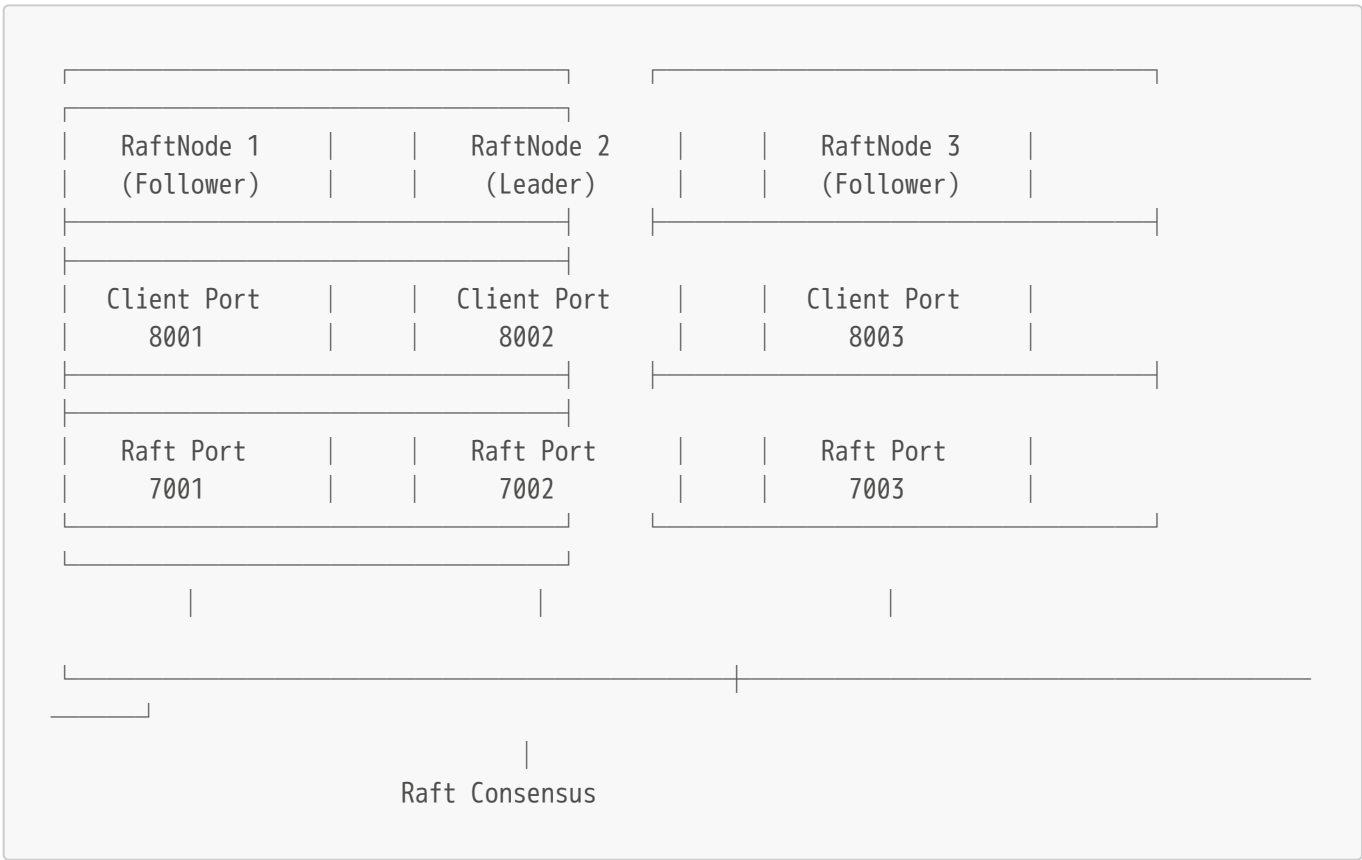 RaftNode 1 RaftNode 2 RaftNode 3
(Follower) (Leader) (Follower)
Client Port Client Port Client Port
8001 8002 8003
Raft Port Raft Port Raft Port
7001 7002 7003
Raft Consensus